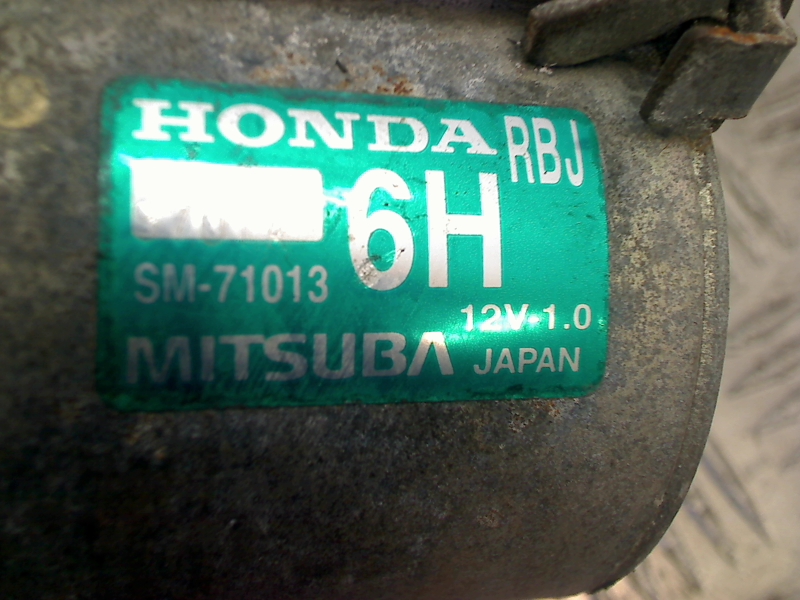 HONDA RBJ
6H
SM-71013
12V-1.0
MITSUBA JAPAN